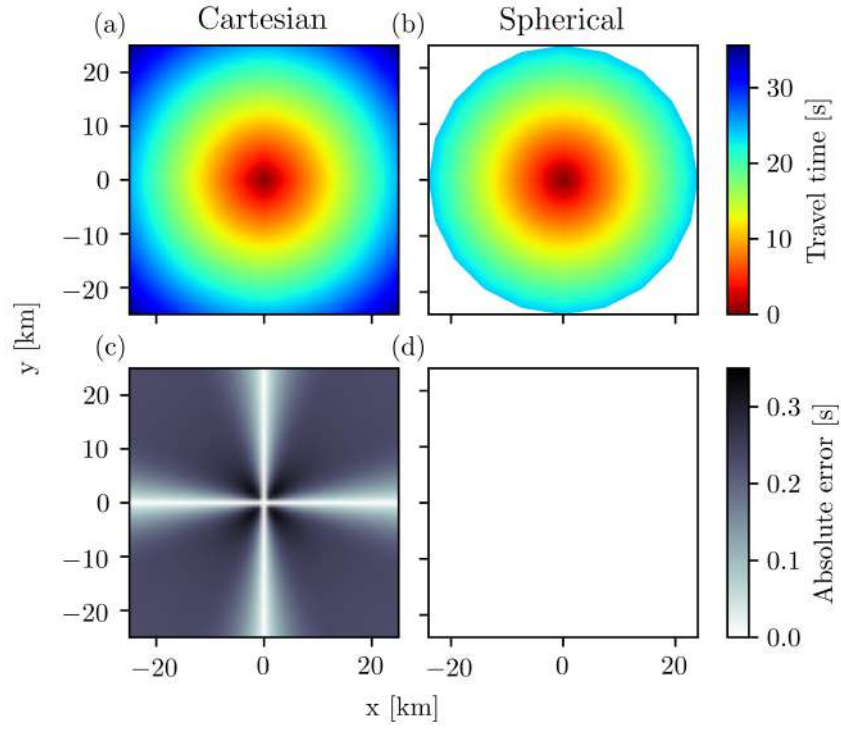 (a) Cartesian (b) Spherical
20
10
0
−10
−20
30
20
10
0
Travel time [s]
y [km]
(c) (d)
20
10
0
−10
−20
0.3
0.2
0.1
0.0
Absolute error [s]
−20 0 20 −20 0 20
x [km]